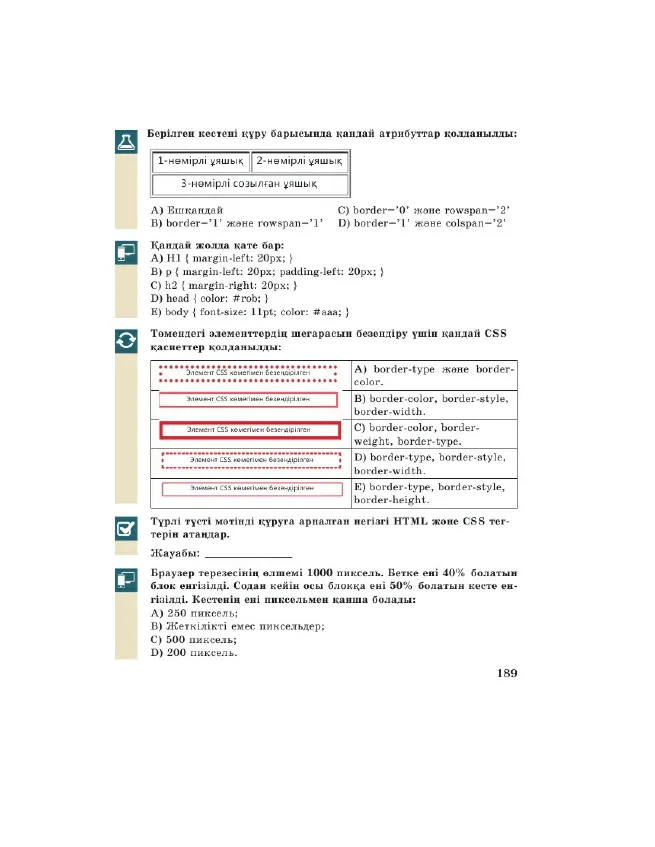 Берілген кестені құру барысында қандай атрибуттар қолданылды:
1-нөмірлі ұяшық 2-нөмірлі ұяшық
3-нөмірлі созылған ұяшық
А) Ешқандай С) border='0' және rowspan='2'
В) border='1' және rowspan='1' D) border='1' және colspan='2'
Қандай жолда қате бар:
А) H1 { margin-left: 20px; }
В) p { margin-left: 20px; padding-left: 20px; }
С) h2 { margin-right: 20px; }
D) head { color: #rob; }
Е) body { font-size: 11pt; color: #aaa; }
Төмендегі элементтердің шегарасын безендіру үшін қандай CSS
қасиеттер қолданылды:
Элемент CSS көмегімен безендірілген
А) border-type және border-
color.
Элемент CSS көмегімен безендірілген
В) border-color, border-style,
border-width.
Элемент CSS көмегімен безендірілген
С) border-color, border-
weight, border-type.
Элемент CSS көмегімен безендірілген
D) border-type, border-style,
border-width.
Элемент CSS көмегімен безендірілген
Е) border-type, border-style,
border-height.
Түрлі түсті мәтінді құруға арналған негізгі HTML және CSS тег-
терін атаңдар.
Жауабы: _______________
Браузер терезесінің өлшемі 1000 пиксель. Бетке ені 40% болатын
блок енгізілді. Содан кейін осы блокқа ені 50% болатын кесте ен-
гізілді. Кестенің ені пиксельмен қанша болады:
А) 250 пиксель;
В) Жеткілікті емес пиксельдер;
С) 500 пиксель;
D) 200 пиксель.
189